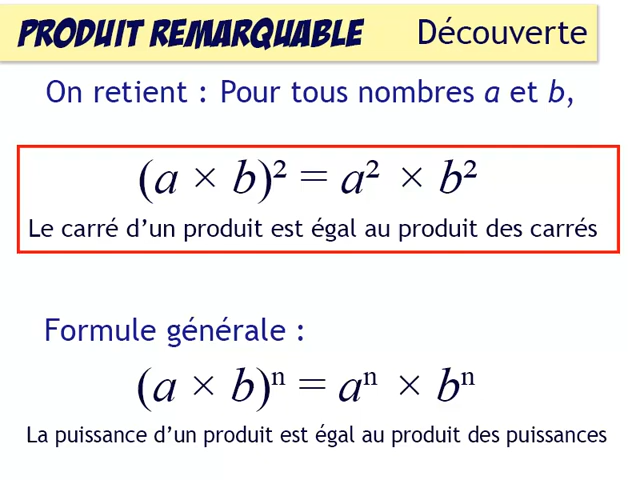 PRODUIT REMARQUABLE Découverte
On retient : Pour tous nombres a et b,
(a × b)² = a² × b²
Le carré d'un produit est égal au produit des carrés
Formule générale :
(a × b)ⁿ = aⁿ × bⁿ
La puissance d'un produit est égal au produit des puissances